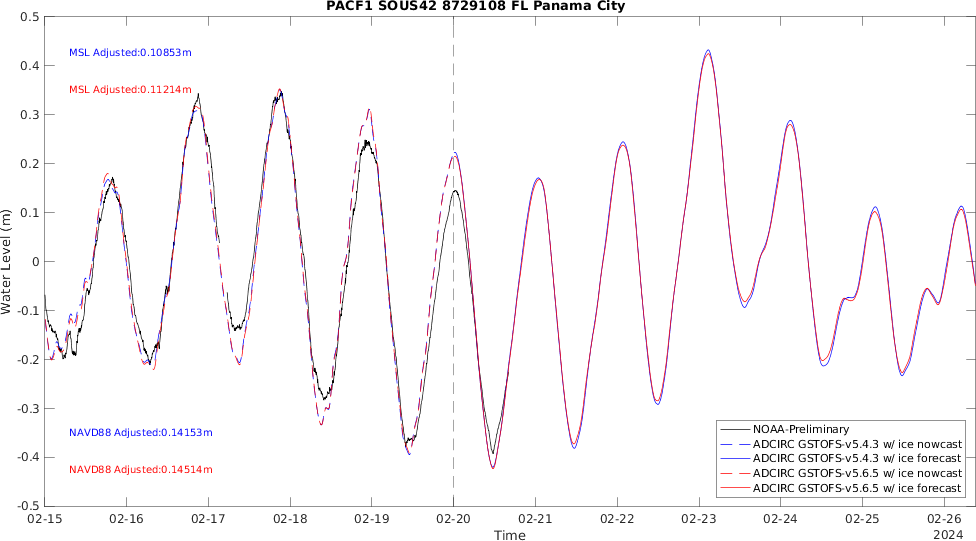 PACF1 SOUS42 8729108 FL Panama City
0.5
0.4
0.3
0.2
0.1
0
-0.1
-0.2
-0.3
-0.4
-0.5
Water Level (m)
MSL Adjusted:0.10853m
MSL Adjusted:0.11214m
NAVD88 Adjusted:0.14153m
NAVD88 Adjusted:0.14514m
NOAA-Preliminary
ADCIRC GSTOFS-v5.4.3 w/ ice nowcast
ADCIRC GSTOFS-v5.4.3 w/ ice forecast
ADCIRC GSTOFS-v5.6.5 w/ ice nowcast
ADCIRC GSTOFS-v5.6.5 w/ ice forecast
02-15 02-16 02-17 02-18 02-19 02-20 02-21 02-22 02-23 02-24 02-25 02-26
2024
Time